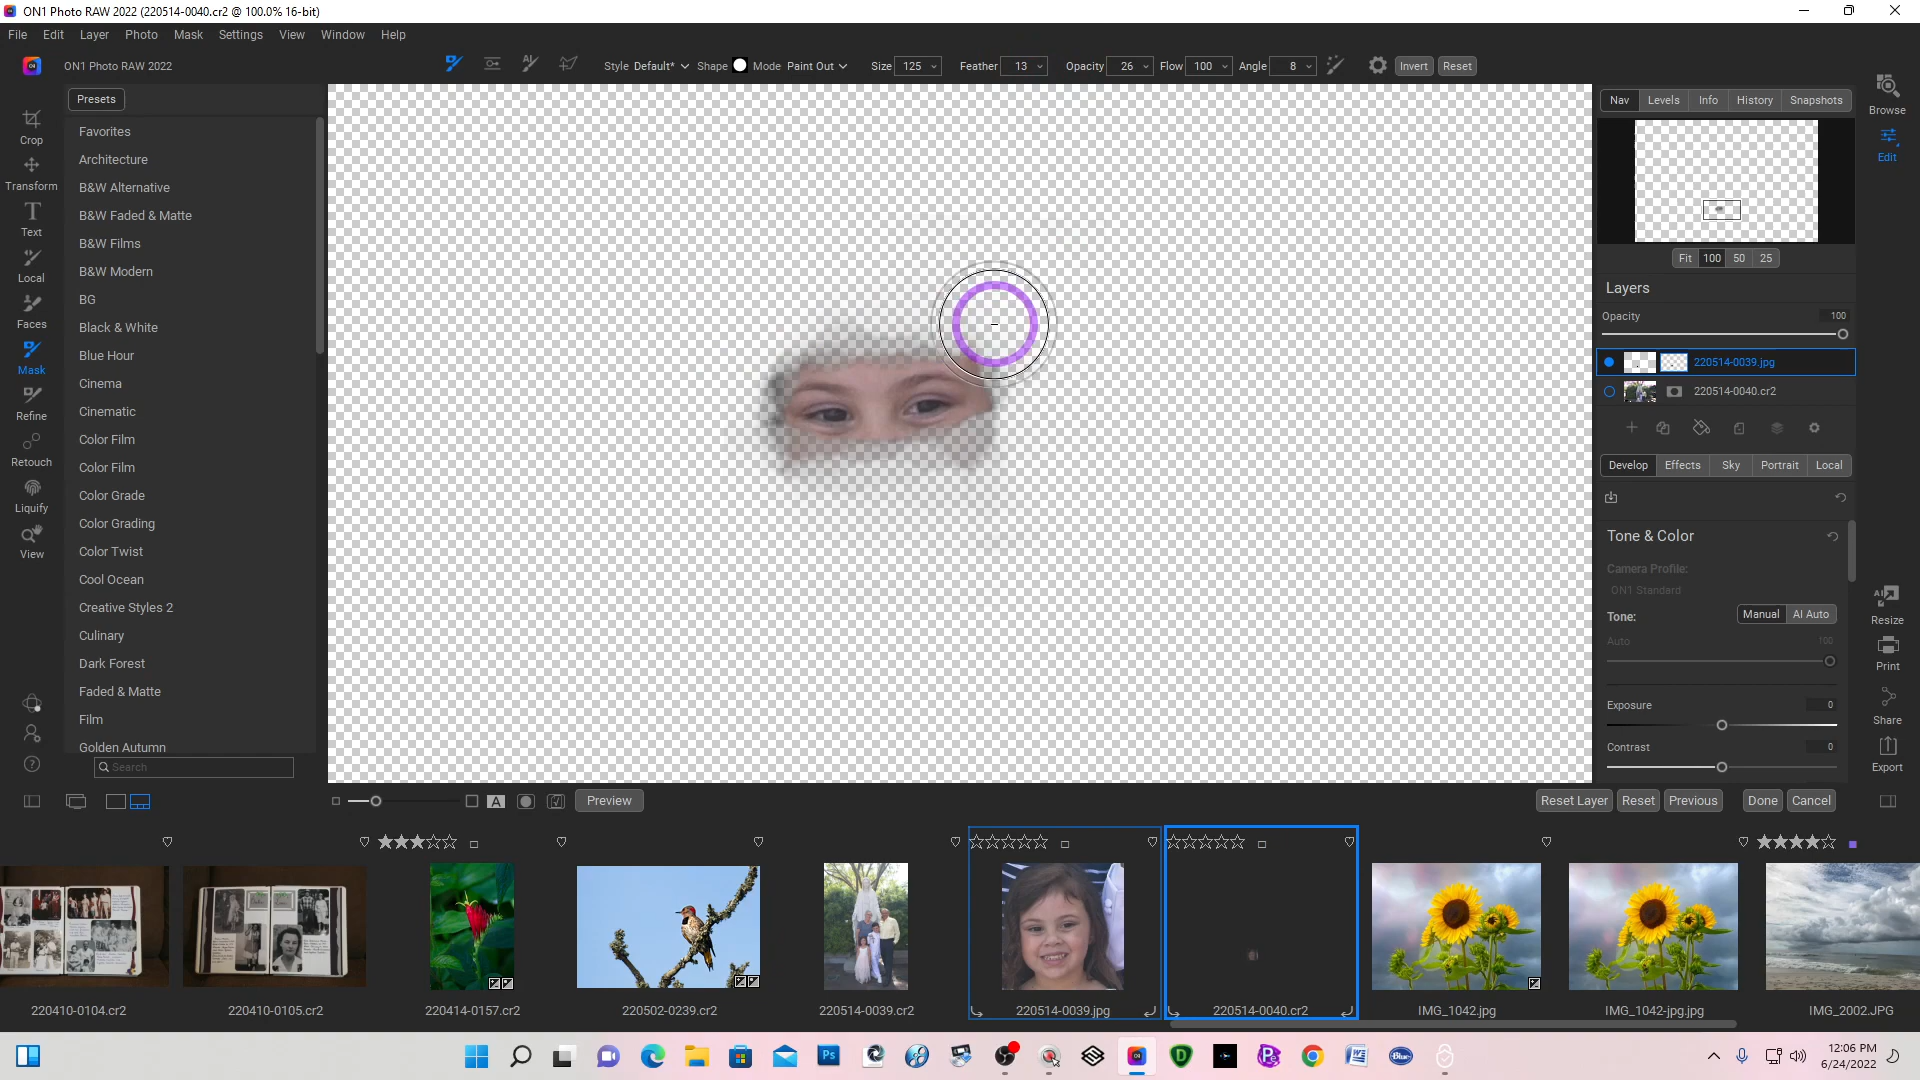 ON1 Photo RAW 2022 (220514-0040.cr2 @ 100.0% 16-bit)
File Edit Layer Photo Mask Settings View Window Help
ON1 Photo RAW 2022
Style Default* Shape Mode Paint Out Size 125 Feather 13 Opacity 26 Flow 100 Angle 8 Invert Reset
Presets
Favorites
Architecture
B&W Alternative
B&W Faded & Matte
B&W Films
B&W Modern
BG
Black & White
Blue Hour
Cinema
Cinematic
Color Film
Color Film
Color Grade
Color Grading
Color Twist
Cool Ocean
Creative Styles 2
Culinary
Dark Forest
Faded & Matte
Film
Golden Autumn
Search
Crop
Transform
Text
Local
Faces
Mask
Refine
Retouch
Liquify
View
Nav Levels Info History Snapshots
Fit 100 50 25
Layers
Opacity 100
220514-0039.jpg
220514-0040.cr2
Develop Effects Sky Portrait Local
Tone & Color
Camera Profile:
ON1 Standard
Tone: Manual AI Auto
Auto 100
Exposure 0
Contrast 0
Browse
Edit
AI
Resize
Print
Share
Export
A Preview Reset Layer Reset Previous Done Cancel
220410-0104.cr2 220410-0105.cr2 220414-0157.cr2 220502-0239.cr2 220514-0039.cr2 220514-0039.jpg 220514-0040.cr2 IMG_1042.jpg IMG_1042-jpg.jpg IMG_2002.JPG
12:06 PM
6/24/2022